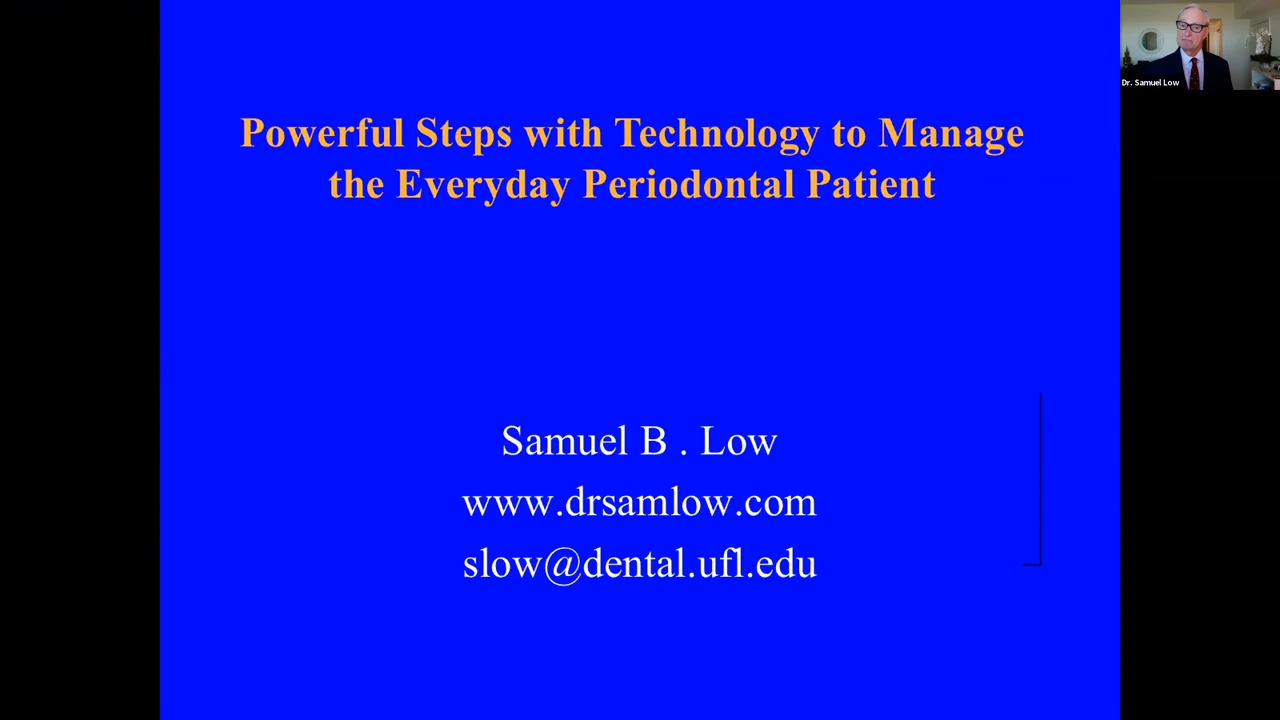 Powerful Steps with Technology to Manage
the Everyday Periodontal Patient
Samuel B . Low
www.drsamlow.com
slow@dental.ufl.edu
Dr. Samuel Low